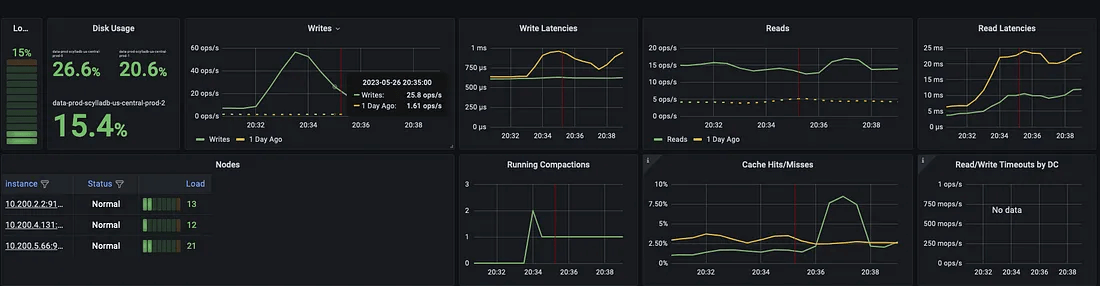 Lo...
15%
Disk Usage
data-prod-scylladb-us-central-prod-0
data-prod-scylladb-us-central-prod-1
26.6%
20.6%
data-prod-scylladb-us-central-prod-2
15.4%
Writes
60 ops/s
40 ops/s
20 ops/s
0 ops/s
20:32
20:34
20:36
20:38
2023-05-26 20:35:00
Writes: 25.8 ops/s
1 Day Ago: 1.61 ops/s
Writes
1 Day Ago
Write Latencies
1 ms
750 µs
500 µs
250 µs
0 µs
20:32
20:34
20:36
20:38
Reads
20 ops/s
15 ops/s
10 ops/s
5 ops/s
0 ops/s
20:32
20:34
20:36
20:38
Reads
1 Day Ago
Read Latencies
25 ms
20 ms
15 ms
10 ms
5 ms
0 µs
20:32
20:34
20:36
20:38
Nodes
instance
Status
Load
10.200.2.2:91...
Normal
13
10.200.4.131:...
Normal
12
10.200.5.66:9...
Normal
21
Running Compactions
3
2
1
0
20:32
20:34
20:36
20:38
Cache Hits/Misses
10%
7.50%
5%
2.50%
0%
20:32
20:34
20:36
20:38
Read/Write Timeouts by DC
1 ops/s
750 mops/s
500 mops/s
250 mops/s
0 ops/s
No data
20:32
20:34
20:36
20:38